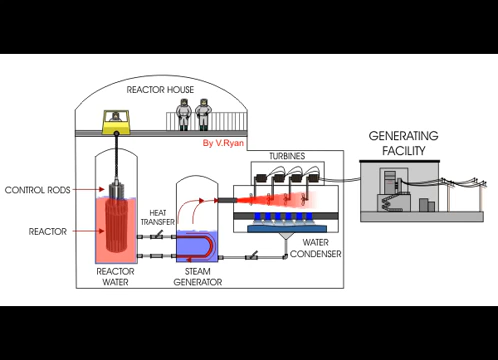 REACTOR HOUSE
By V.Ryan
GENERATING
FACILITY
TURBINES
CONTROL RODS
HEAT
TRANSFER
REACTOR
WATER
CONDENSER
REACTOR
WATER
STEAM
GENERATOR